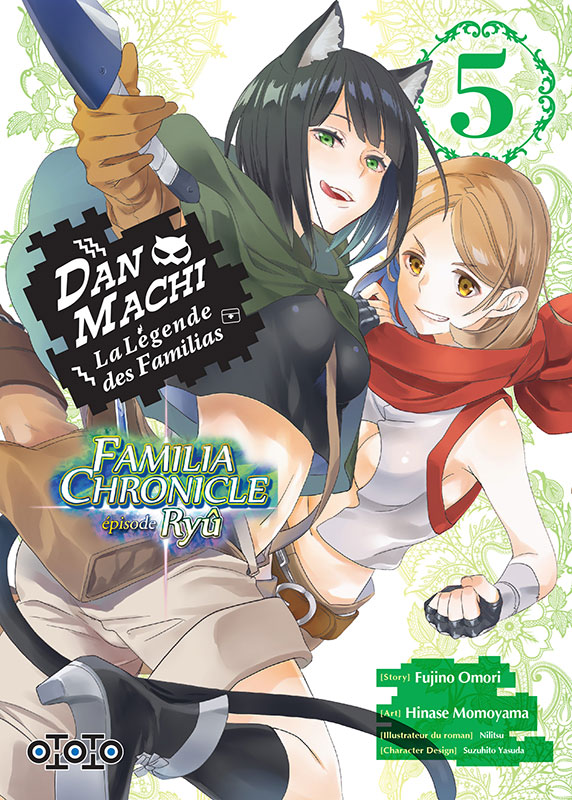 5
DAN
MACHI
La Légende
des Familias
FAMILIA
CHRONICLE
épisode Ryû
[Story] Fujino Omori
[Art] Hinase Momoyama
[Illustrateur du roman] Nilitsu
[Character Design] Suzuhito Yasuda
OTOTO